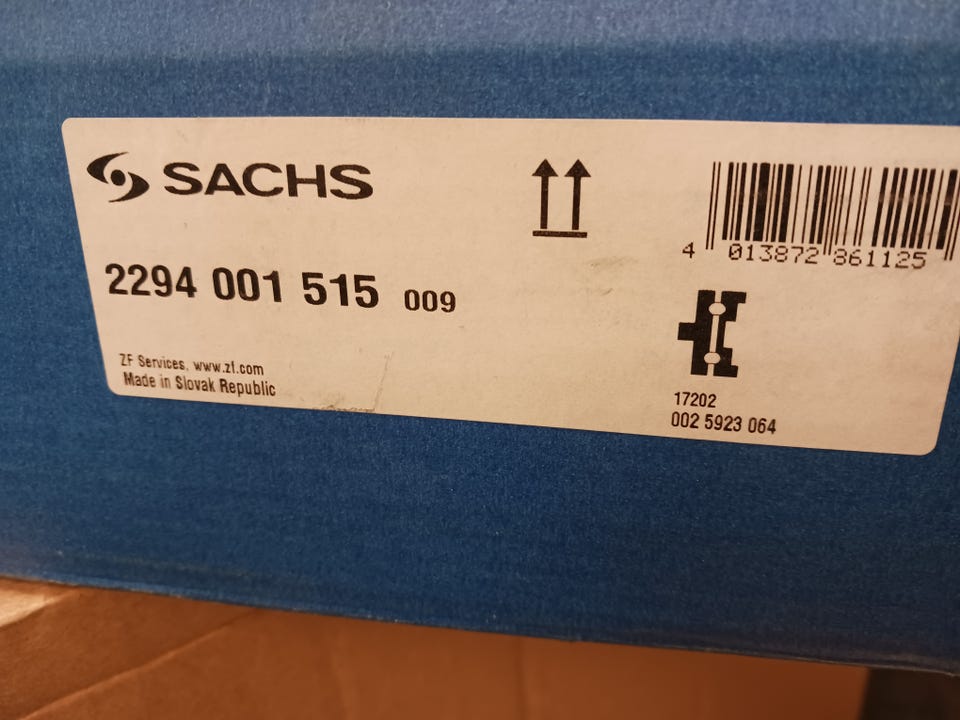 SACHS
2294 001 515 009
ZF Services, www.zf.com
Made in Slovak Republic
4 013872 861125
17202
002 5923 064